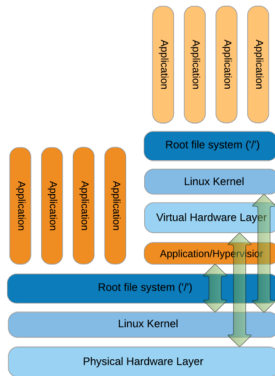 Application
Application
Application
Application
Root file system ('/')
Linux Kernel
Virtual Hardware Layer
Application/Hypervisior
Application
Application
Application
Application
Root file system ('/')
Linux Kernel
Physical Hardware Layer